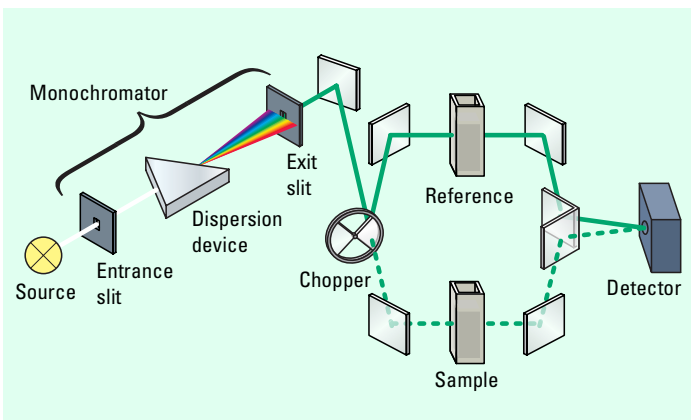 Monochromator
Exit
slit
Dispersion
device
Entrance
slit
Source
Chopper
Reference
Sample
Detector